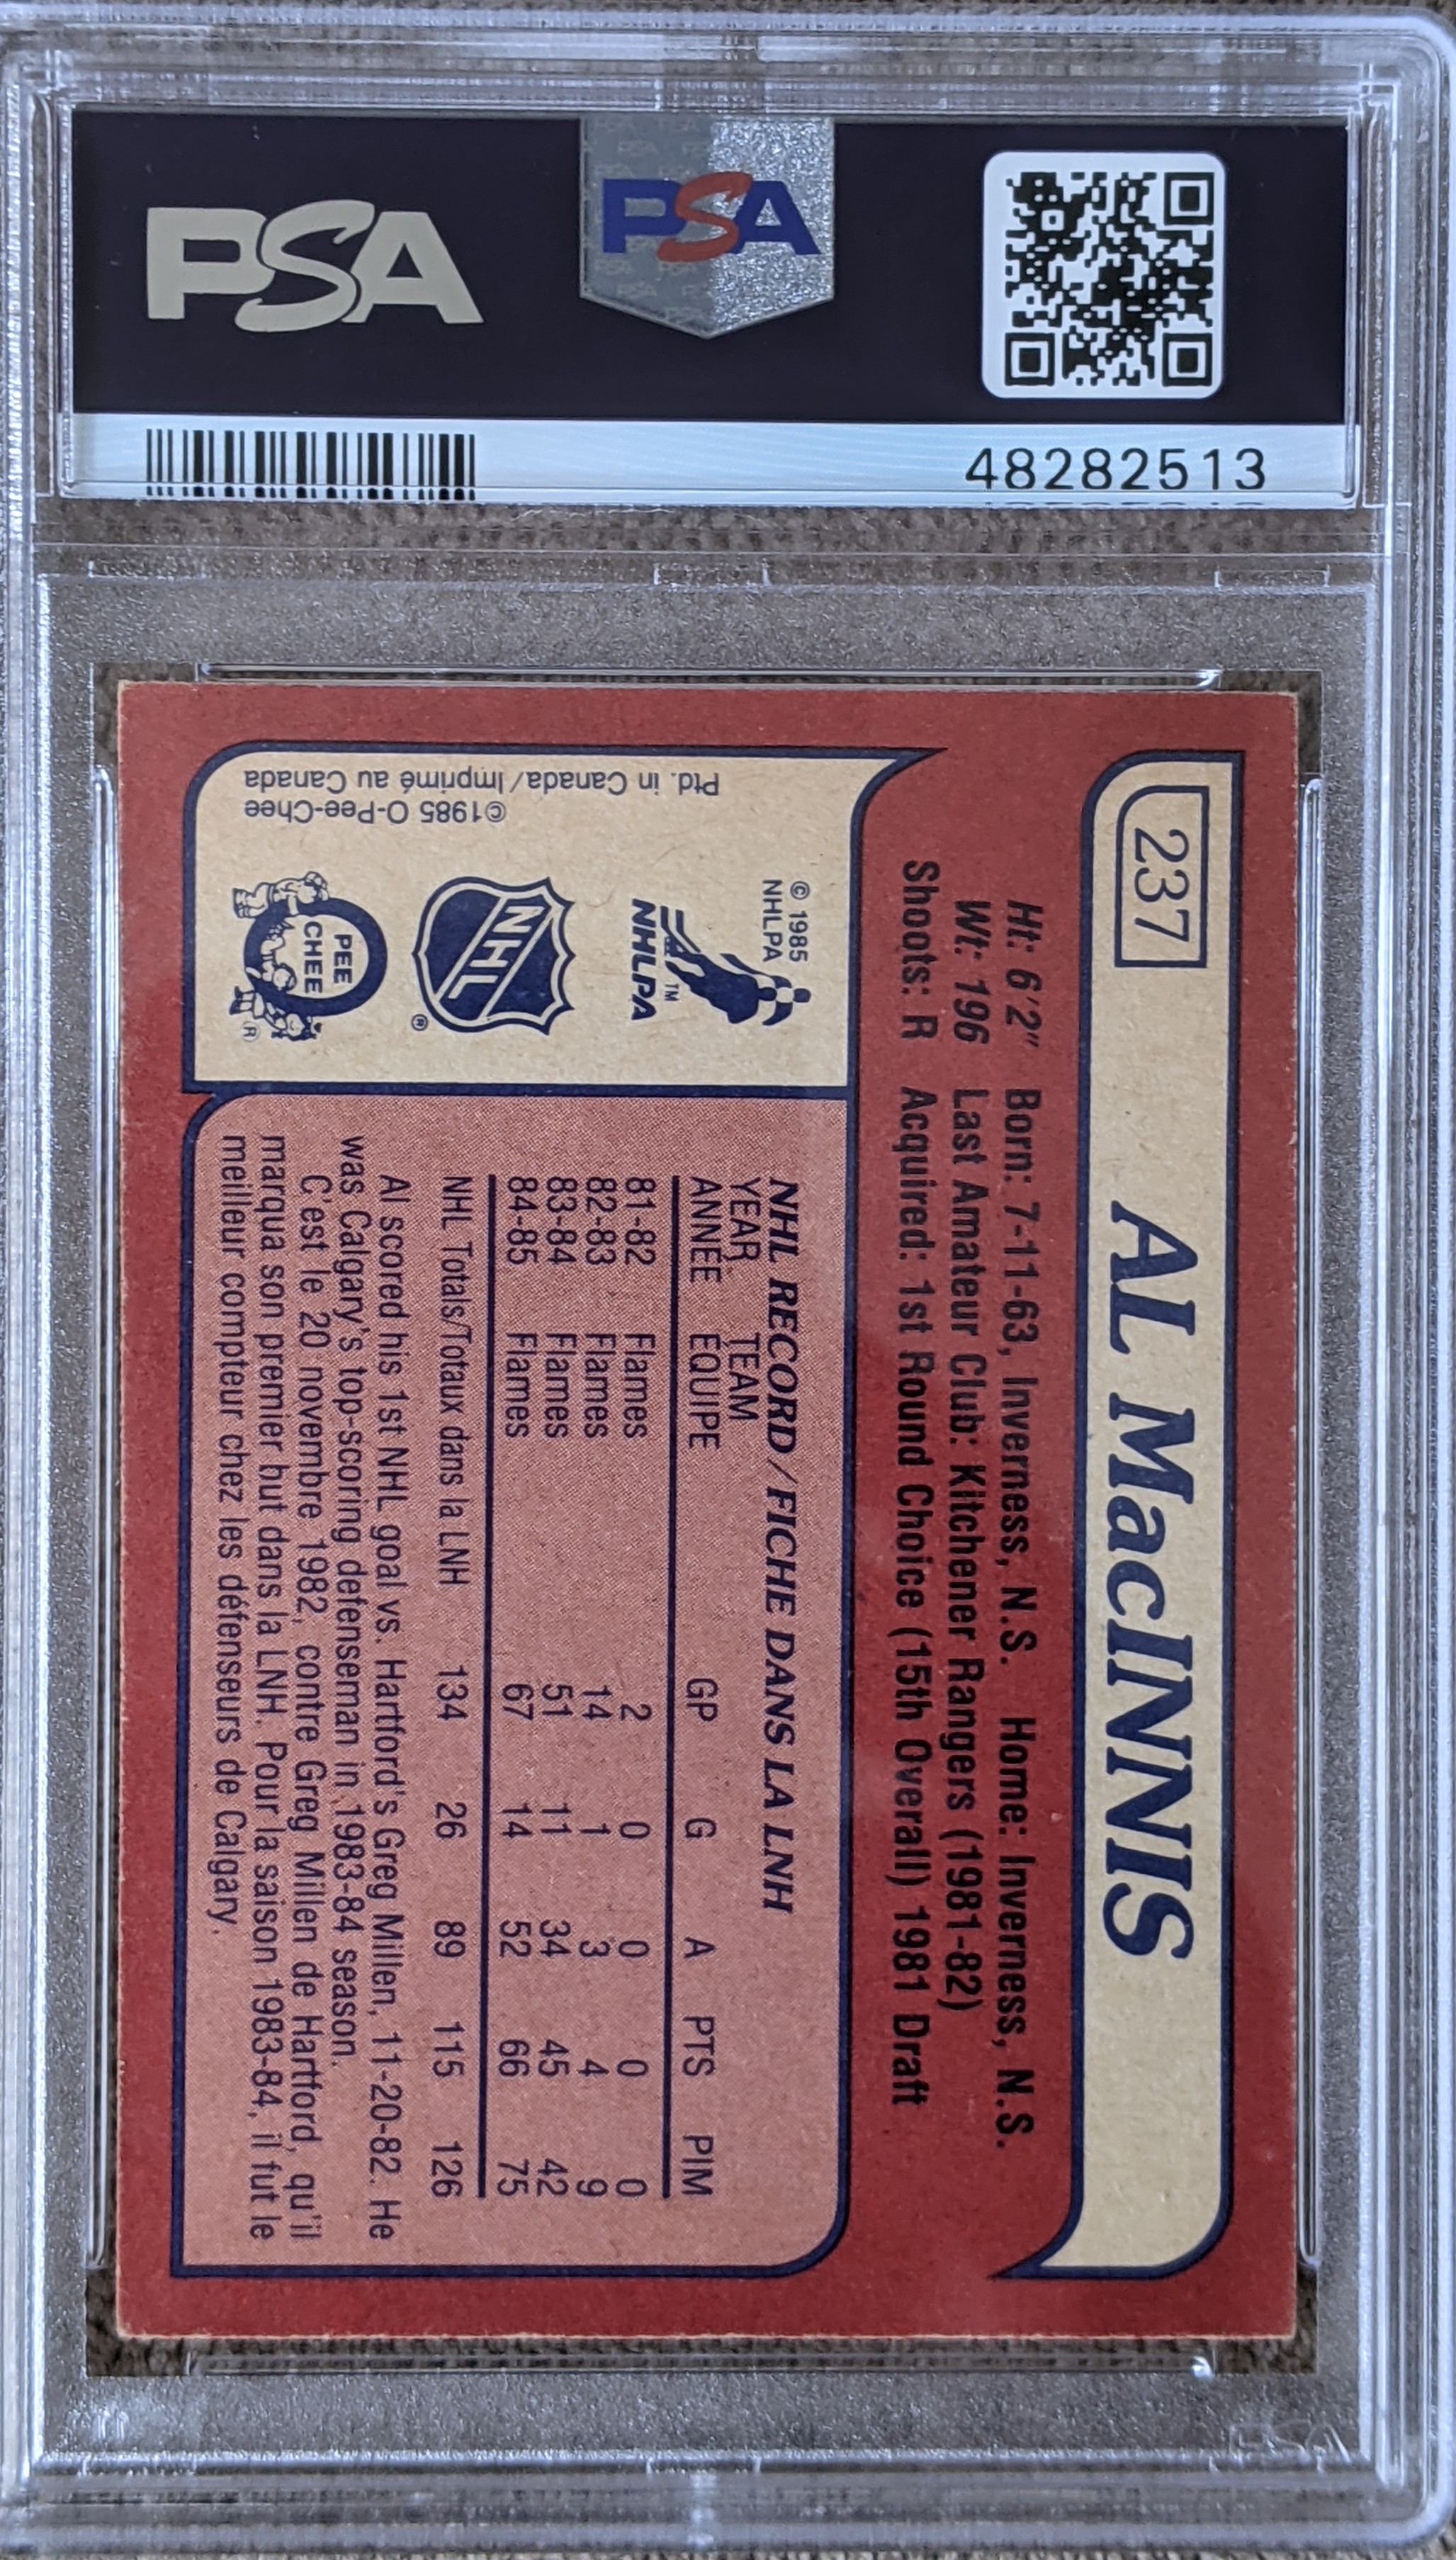 PSA
PSA
48282513
237
AL MacINNIS
Ht: 6'2" Born: 7-11-63, Inverness, N.S. Home: Inverness, N.S.
Wt: 196 Last Amateur Club: Kitchener Rangers (1981-82)
Shoots: R Acquired: 1st Round Choice (15th Overall) 1981 Draft
© 1985
NHLPA
NHLPA™
NHL®
PEE
CHEE
®
©1985 O-Pee-Chee
Ptd. in Canada/Imprimé au Canada
NHL RECORD/FICHE DANS LA LNH
YEAR TEAM
ANNÉE ÉQUIPE GP G A PTS PIM
81-82 Flames 2 0 0 0 0
82-83 Flames 14 1 3 4 9
83-84 Flames 51 11 34 45 42
84-85 Flames 67 14 52 66 75
NHL Totals/Totaux dans la LNH 134 26 89 115 126
Al scored his 1st NHL goal vs. Hartford's Greg Millen, 11-20-82. He
was Calgary's top-scoring defenseman in 1983-84 season.
C'est le 20 novembre 1982, contre Greg Millen de Hartford, qu'il
marqua son premier but dans la LNH. Pour la saison 1983-84, il fut le
meilleur compteur chez les défenseurs de Calgary.
PSA